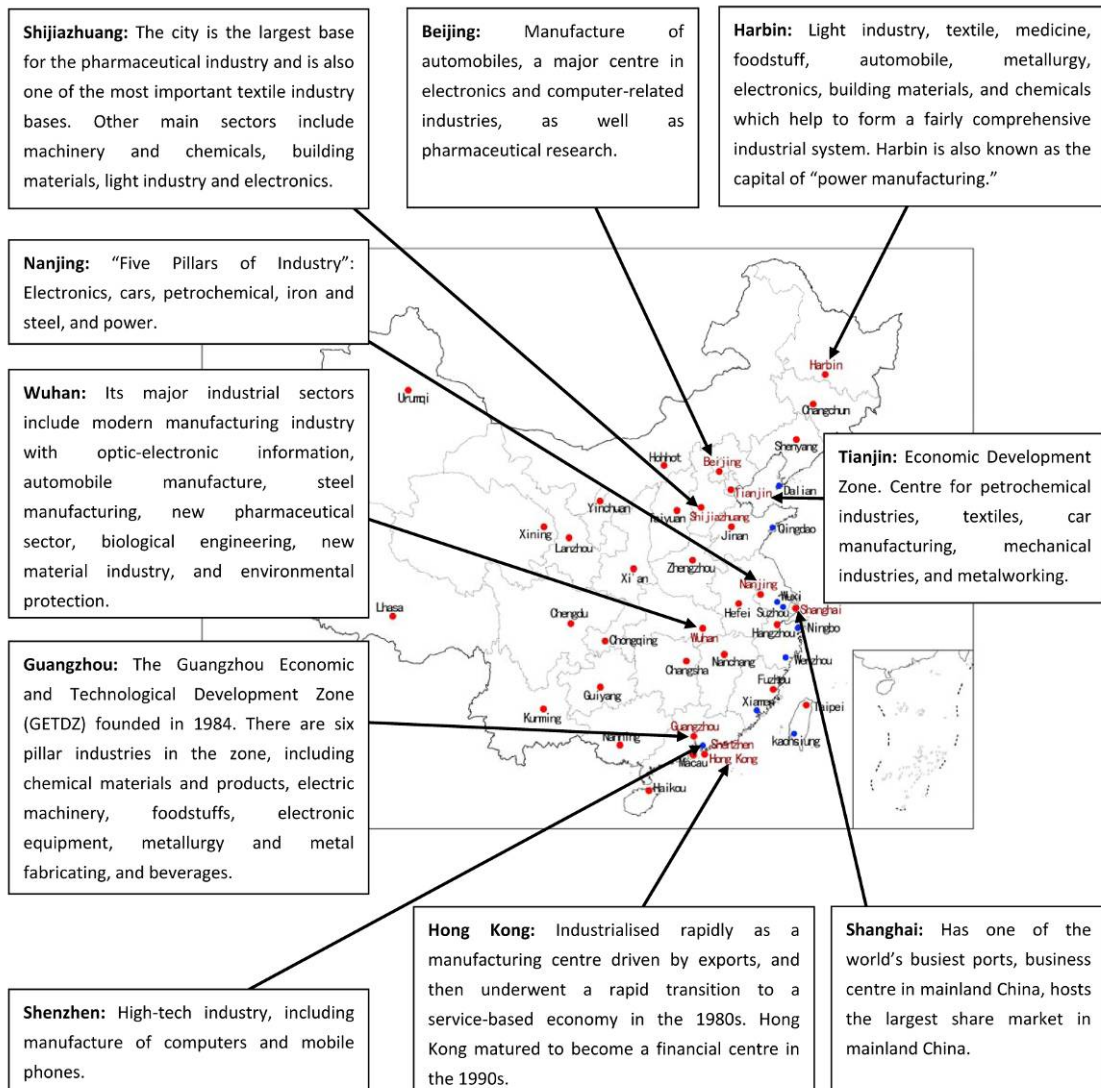 Shijiazhuang: The city is the largest base
for the pharmaceutical industry and is also
one of the most important textile industry
bases. Other main sectors include
machinery and chemicals, building
materials, light industry and electronics.
Beijing: Manufacture of
automobiles, a major centre in
electronics and computer-related
industries, as well as
pharmaceutical research.
Harbin: Light industry, textile, medicine,
foodstuff, automobile, metallurgy,
electronics, building materials, and chemicals
which help to form a fairly comprehensive
industrial system. Harbin is also known as the
capital of “power manufacturing.”
Nanjing: “Five Pillars of Industry”:
Electronics, cars, petrochemical, iron and
steel, and power.
Wuhan: Its major industrial sectors
include modern manufacturing industry
with optic-electronic information,
automobile manufacture, steel
manufacturing, new pharmaceutical
sector, biological engineering, new
material industry, and environmental
protection.
Guangzhou: The Guangzhou Economic
and Technological Development Zone
(GETDZ) founded in 1984. There are six
pillar industries in the zone, including
chemical materials and products, electric
machinery, foodstuffs, electronic
equipment, metallurgy and metal
fabricating, and beverages.
Shenzhen: High-tech industry, including
manufacture of computers and mobile
phones.
Hong Kong: Industrialised rapidly as a
manufacturing centre driven by exports, and
then underwent a rapid transition to a
service-based economy in the 1980s. Hong
Kong matured to become a financial centre in
the 1990s.
Shanghai: Has one of the
world’s busiest ports, business
centre in mainland China, hosts
the largest share market in
mainland China.
Tianjin: Economic Development
Zone. Centre for petrochemical
industries, textiles, car
manufacturing, mechanical
industries, and metalworking.
Harbin
Urumqi
Changchun
Shenyang
Hohhot
Beijing
Tianjin
Dalian
Yinchuan
Taiyuan
Shijiazhuang
Xining
Jinan
Qingdao
Lanzhou
Zhengzhou
Xi'an
Nanjing
Wuxi
Hefei
Suzhou
Shanghai
Lhasa
Chengdu
Hangzhou
Ningbo
Chongqing
Wuhan
Nanchang
Wenzhou
Changsha
Guiyang
Fuzhou
Kunming
Xiamen
Taipei
Nanning
Guangzhou
Shenzhen
kaohsiung
Macau
Hong Kong
Haikou